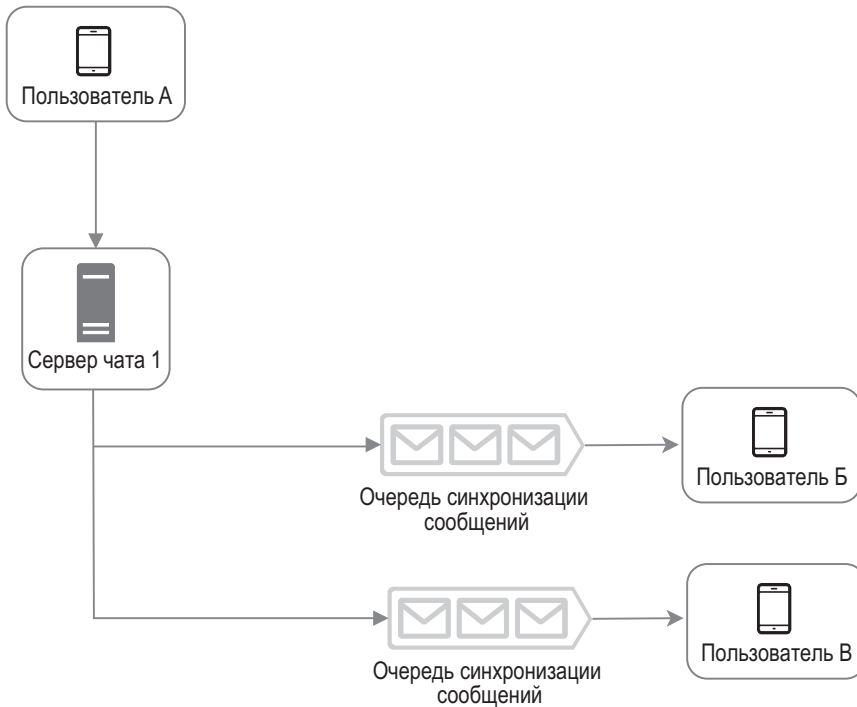 Пользователь А
Сервер чата 1
Очередь синхронизации
сообщений
Пользователь Б
Очередь синхронизации
сообщений
Пользователь В